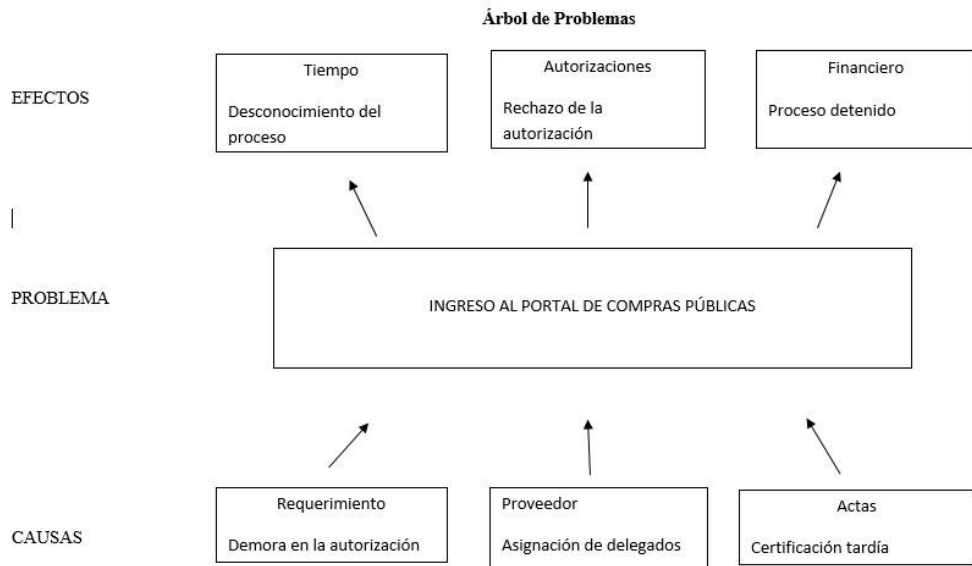 Árbol de Problemas
EFECTOS
Tiempo
Desconocimiento del
proceso
Autorizaciones
Rechazo de la
autorización
Financiero
Proceso detenido
PROBLEMA
INGRESO AL PORTAL DE COMPRAS PÚBLICAS
CAUSAS
Requerimiento
Demora en la autorización
Proveedor
Asignación de delegados
Actas
Certificación tardía